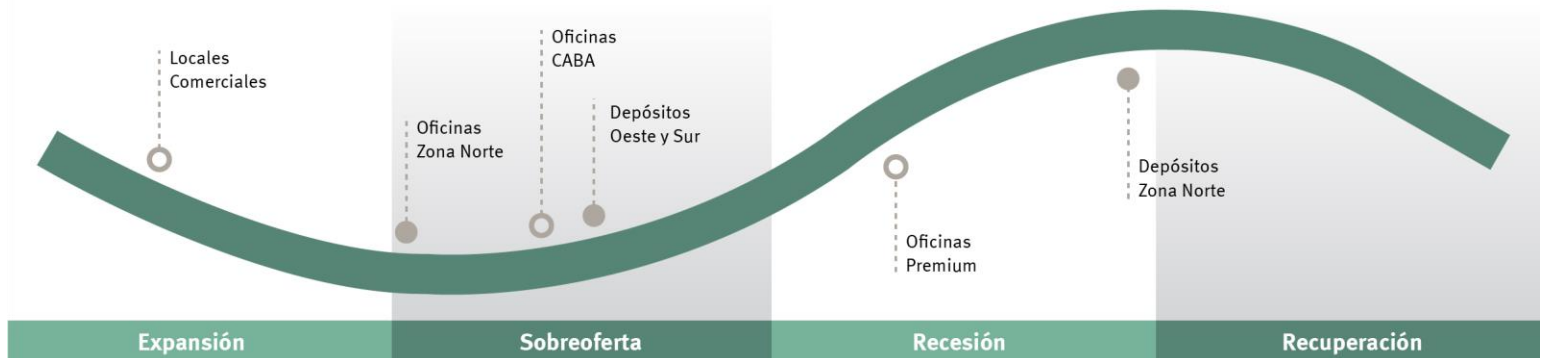 Locales
Comerciales
Oficinas
Zona Norte
Oficinas
CABA
Depósitos
Oeste y Sur
Oficinas
Premium
Depósitos
Zona Norte
Expansión
Sobreoferta
Recesión
Recuperación